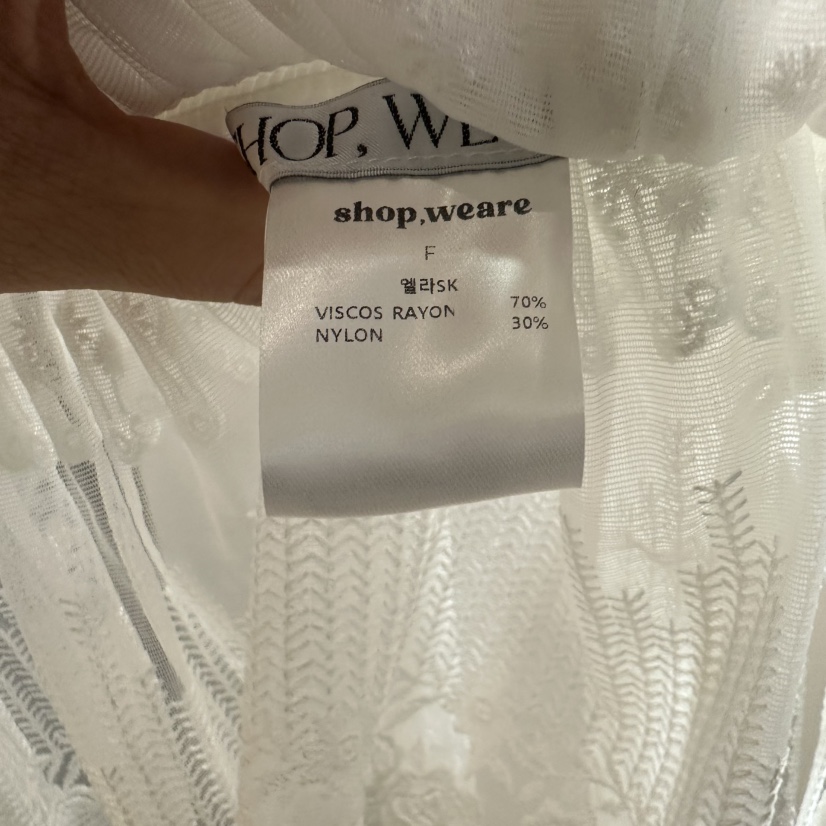 HOP, WE
shop,weare
F
엘라SK
VISCOS RAYON 70%
NYLON 30%